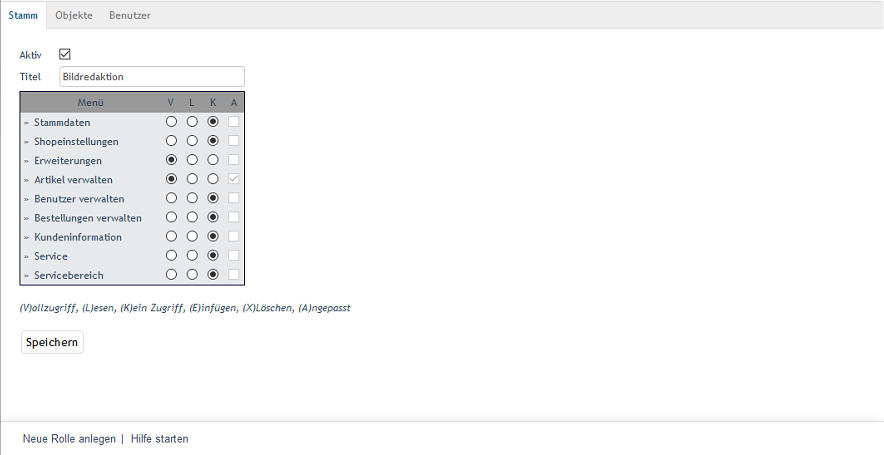 Stamm Objekte Benutzer
Aktiv
Titel Bildredaktion
Menü V L K A
» Stammdaten
» Shopeinstellungen
» Erweiterungen
» Artikel verwalten
» Benutzer verwalten
» Bestellungen verwalten
» Kundeninformation
» Service
» Servicebereich
(V)ollzugriff, (L)esen, (K)ein Zugriff, (E)infügen, (X)Löschen, (A)ngepasst
Speichern
Neue Rolle anlegen | Hilfe starten